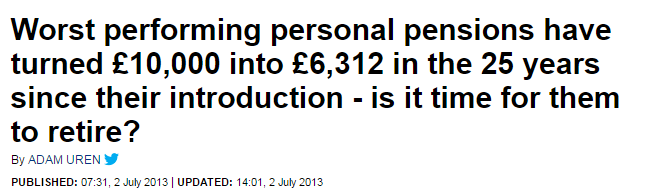 Worst performing personal pensions have
turned £10,000 into £6,312 in the 25 years
since their introduction - is it time for them
to retire?
By ADAM UREN
PUBLISHED: 07:31, 2 July 2013 | UPDATED: 14:01, 2 July 2013